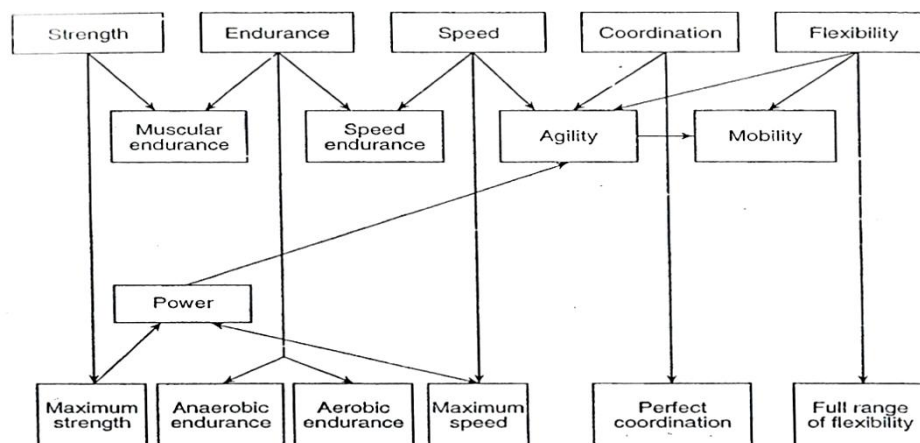 Strength
Endurance
Speed
Coordination
Flexibility
Muscular
endurance
Speed
endurance
Agility
Mobility
Power
Maximum
strength
Anaerobic
endurance
Aerobic
endurance
Maximum
speed
Perfect
coordination
Full range
of flexibility